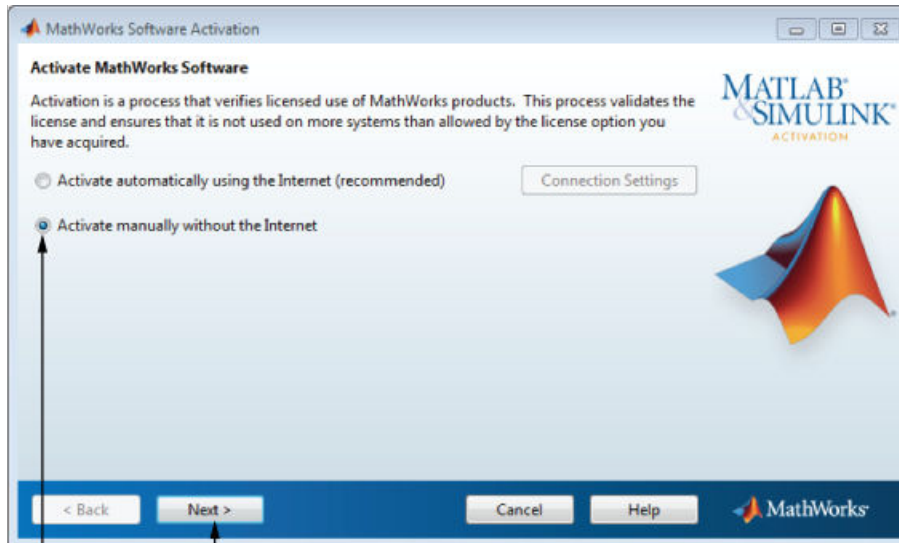 MathWorks Software Activation
Activate MathWorks Software
Activation is a process that verifies licensed use of MathWorks products. This process validates the
license and ensures that it is not used on more systems than allowed by the license option you
have acquired.
Activate automatically using the Internet (recommended)
Connection Settings
Activate manually without the Internet
MATLAB®
&SIMULINK®
ACTIVATION
< Back
Next >
Cancel
Help
MathWorks®